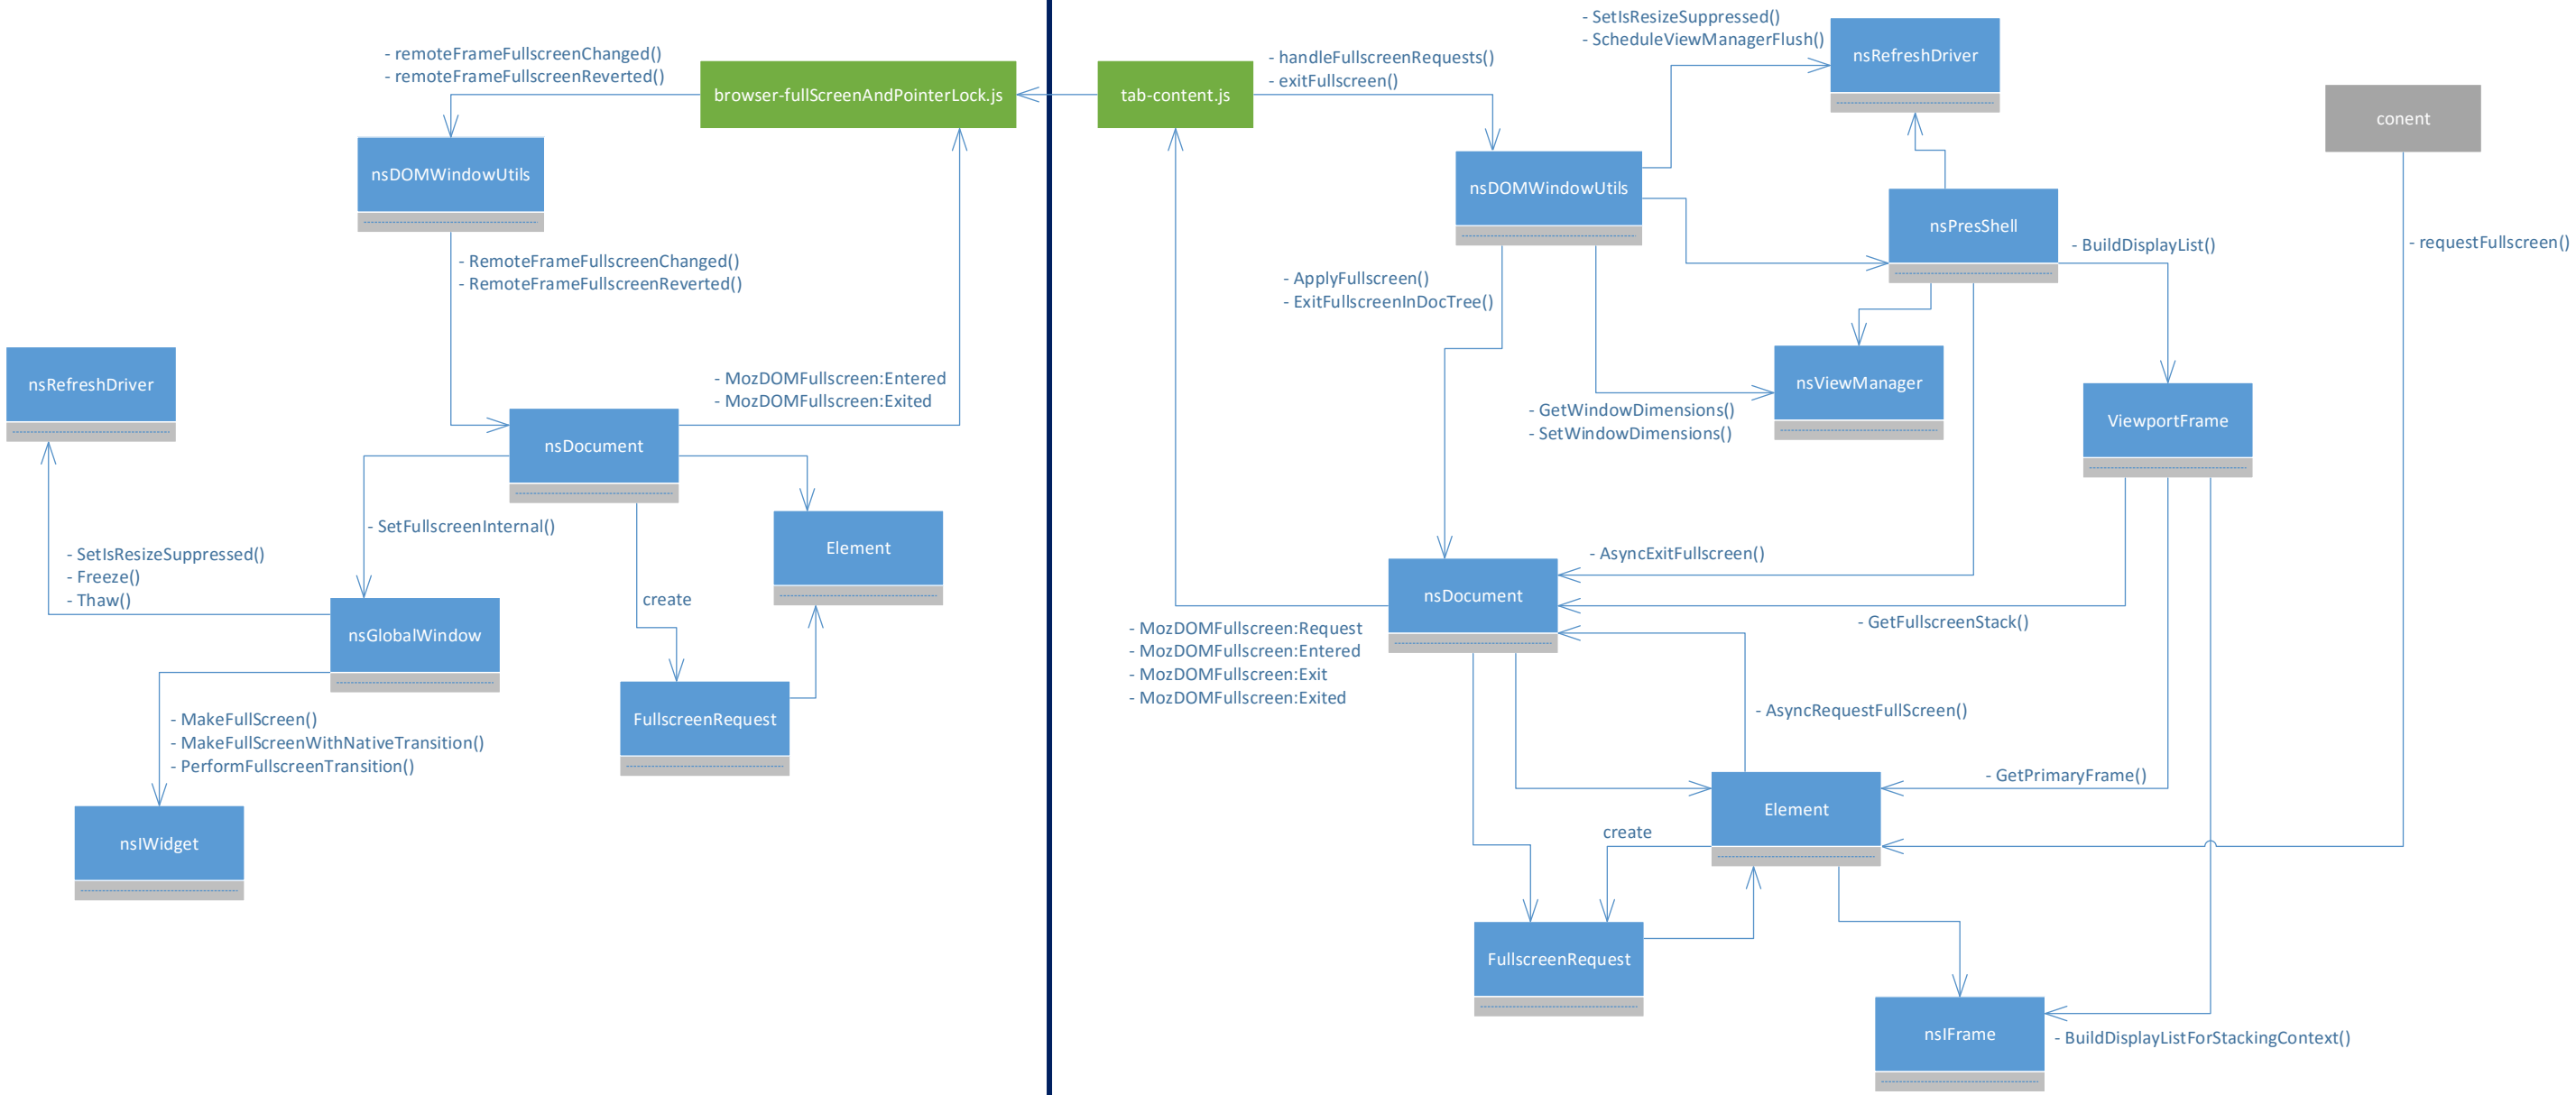 - remoteFrameFullscreenChanged()
- remoteFrameFullscreenReverted()
browser-fullScreenAndPointerLock.js
nsDOMWindowUtils
- RemoteFrameFullscreenChanged()
- RemoteFrameFullscreenReverted()
nsRefreshDriver
- MozDOMFullscreen:Entered
- MozDOMFullscreen:Exited
nsDocument
- SetFullscreenInternal()
Element
- SetIsResizeSuppressed()
- Freeze()
- Thaw()
create
nsGlobalWindow
FullscreenRequest
- MakeFullScreen()
- MakeFullScreenWithNativeTransition()
- PerformFullscreenTransition()
nsIWidget
tab-content.js
- handleFullscreenRequests()
- exitFullscreen()
- SetIsResizeSuppressed()
- ScheduleViewManagerFlush()
nsRefreshDriver
conent
nsDOMWindowUtils
nsPresShell
- BuildDisplayList()
- requestFullscreen()
- ApplyFullscreen()
- ExitFullscreenInDocTree()
nsViewManager
- GetWindowDimensions()
- SetWindowDimensions()
ViewportFrame
- AsyncExitFullscreen()
nsDocument
- GetFullscreenStack()
- MozDOMFullscreen:Request
- MozDOMFullscreen:Entered
- MozDOMFullscreen:Exit
- MozDOMFullscreen:Exited
- AsyncRequestFullScreen()
- GetPrimaryFrame()
Element
create
FullscreenRequest
nsIFrame
- BuildDisplayListForStackingContext()